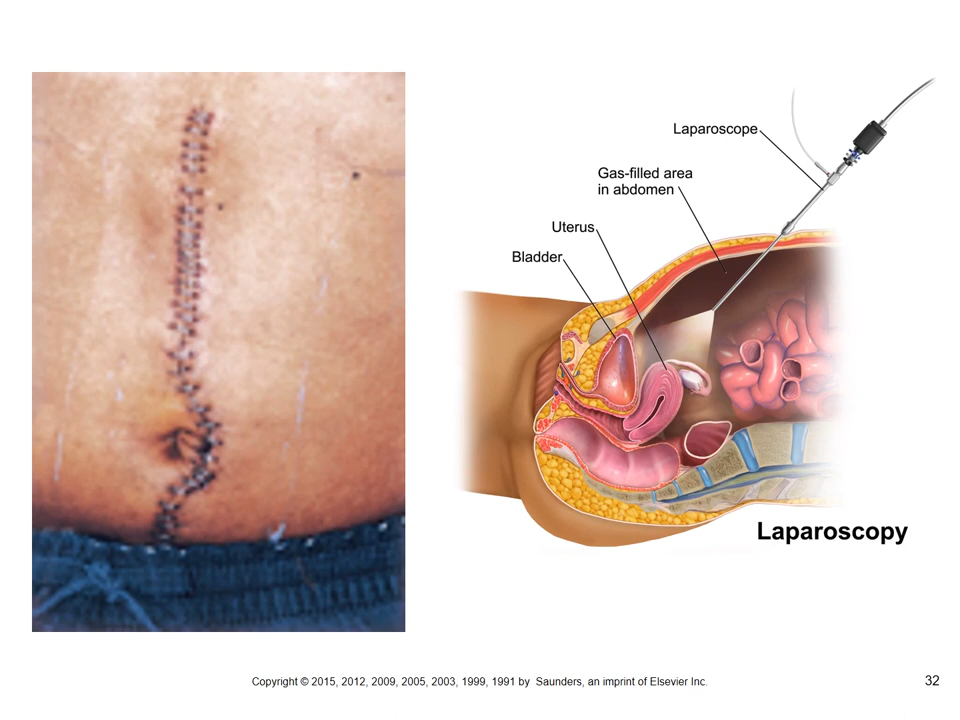 Laparoscope
Gas-filled area
in abdomen
Uterus
Bladder
Laparoscopy
Copyright © 2015, 2012, 2009, 2005, 2003, 1999, 1991 by Saunders, an imprint of Elsevier Inc.
32